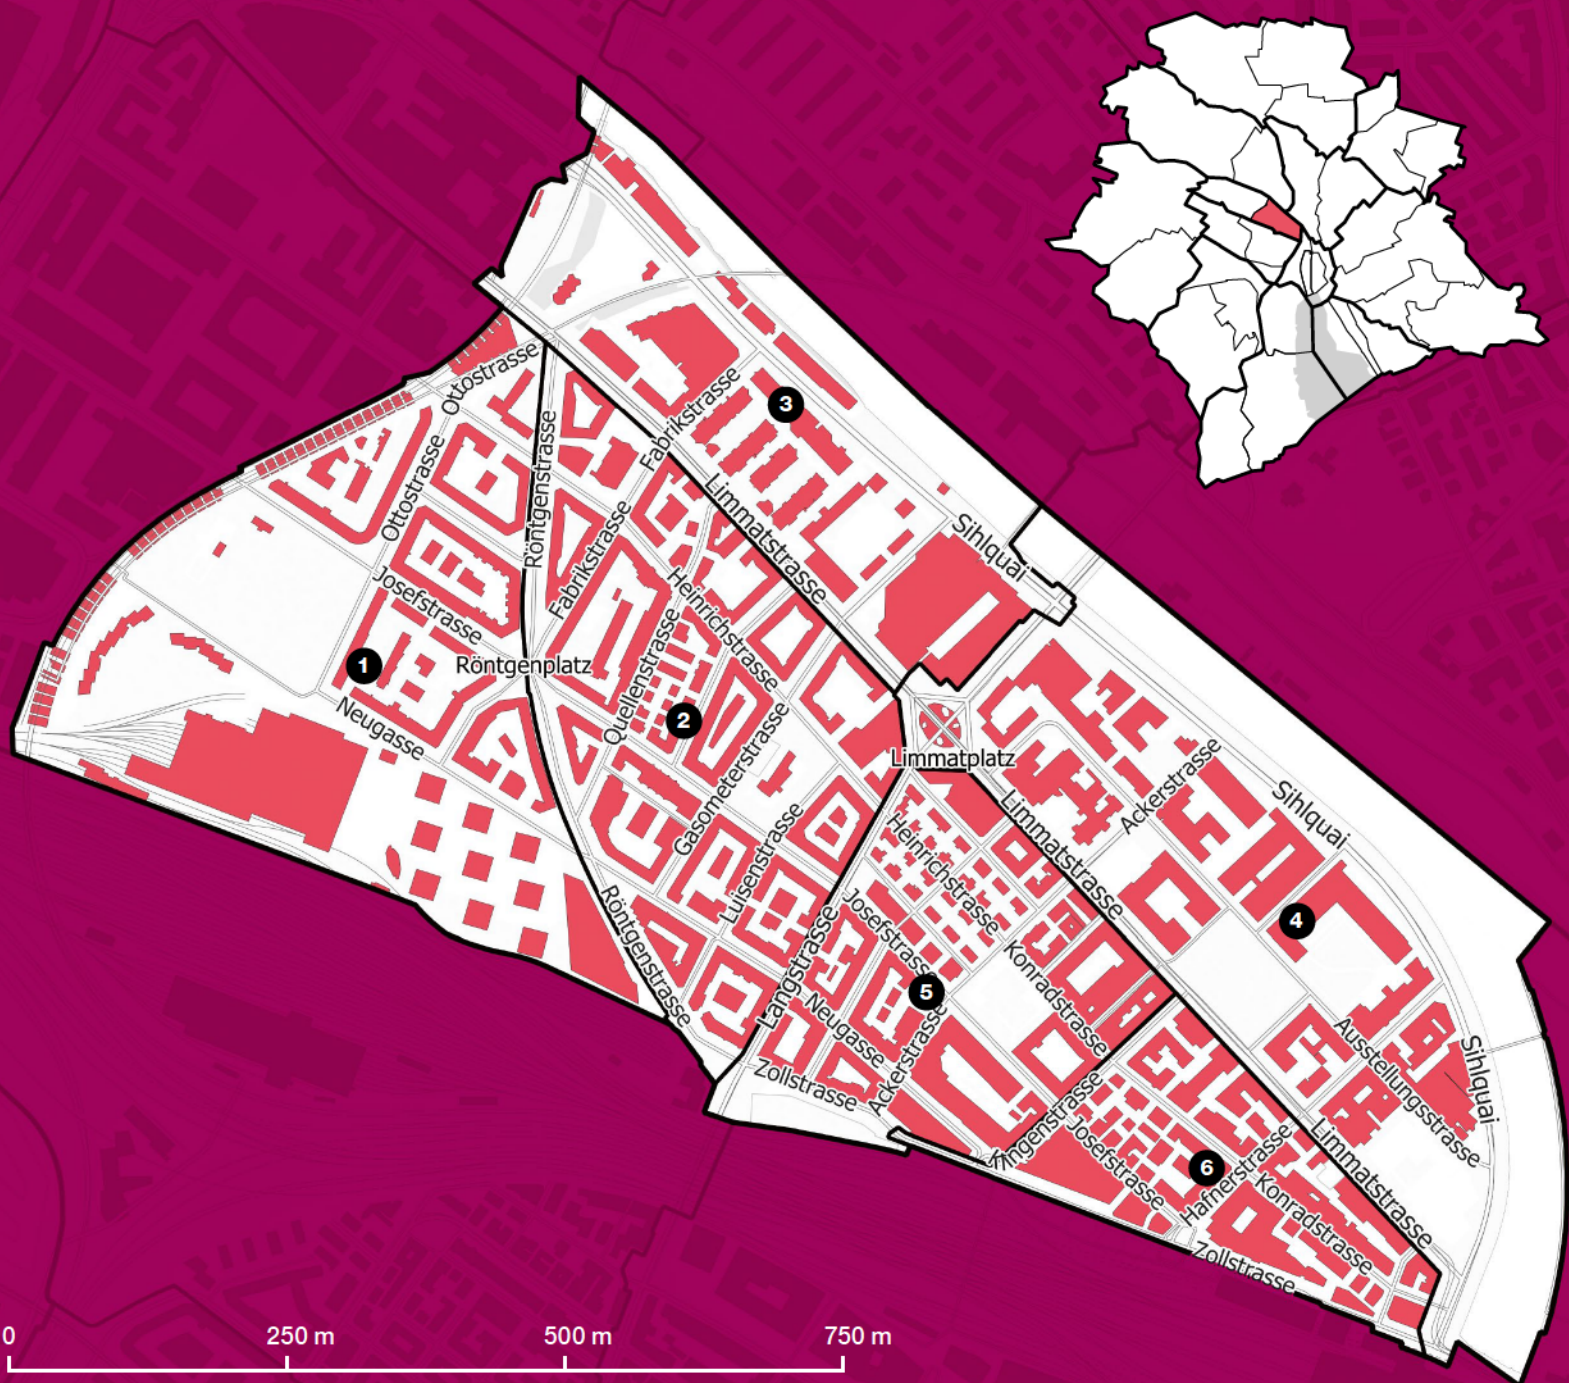 Ottostrasse
Röntgenstrasse
Fabrikstrasse
3
Ottostrasse
Limmatstrasse
Sihlquai
Fabrikstrasse
Josefstrasse
Heinrichstrasse
1
Röntgenplatz
Quellenstrasse
2
Neugasse
Gasometerstrasse
Limmatplatz
Ackerstrasse
Sihlquai
Limmatstrasse
Luisenstrasse
Heinrichstrasse
4
Röntgenstrasse
Josefstrasse
Langstrasse
Konradstrasse
5
Neugasse
Ackerstrasse
Ausstellungsstrasse
Sihlquai
Zollstrasse
Klingenstrasse
Josefstrasse
6
Hafnerstrasse
Limmatstrasse
Konradstrasse
Zollstrasse
0 250 m 500 m 750 m